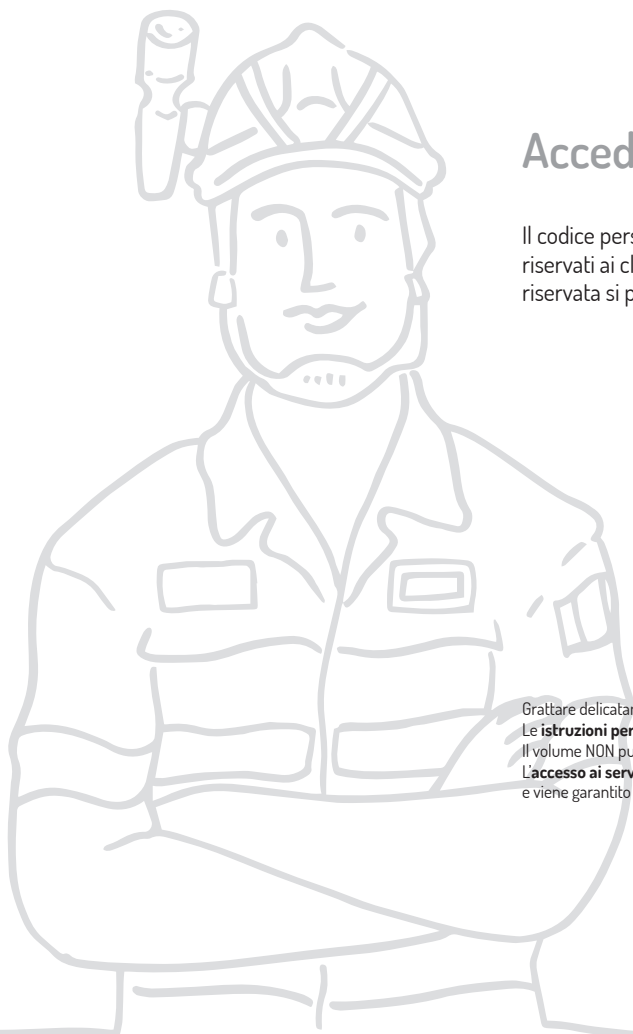 Acced
Il codice pers
riservati ai cl
riservata si p
Grattare delicatar
Le istruzioni per
Il volume NON pu
L'accesso ai serv
e viene garantito